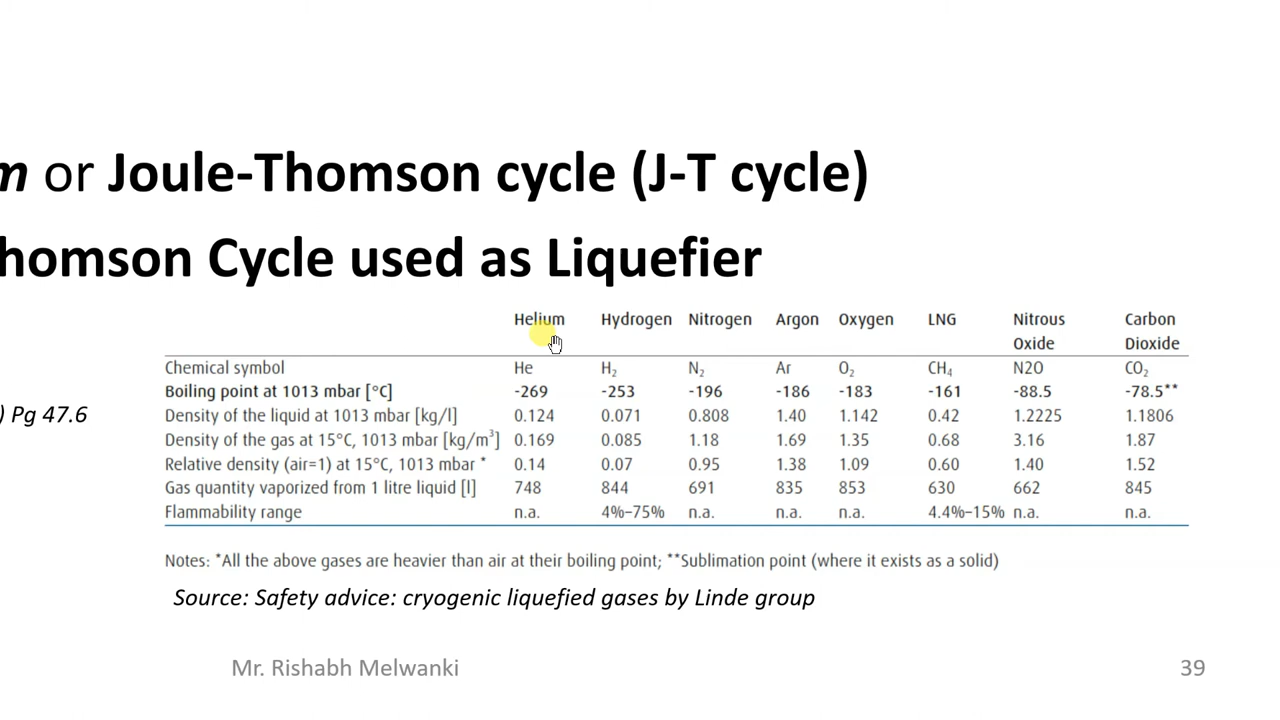 m or Joule-Thomson cycle (J-T cycle)
homson Cycle used as Liquefier
Helium Hydrogen Nitrogen Argon Oxygen LNG Nitrous Carbon
Oxide Dioxide
Chemical symbol He H₂ N₂ Ar O₂ CH₄ N2O CO₂
Boiling point at 1013 mbar [°C] -269 -253 -196 -186 -183 -161 -88.5 -78.5**
) Pg 47.6
Density of the liquid at 1013 mbar [kg/l] 0.124 0.071 0.808 1.40 1.142 0.42 1.2225 1.1806
Density of the gas at 15°C, 1013 mbar [kg/m³] 0.169 0.085 1.18 1.69 1.35 0.68 3.16 1.87
Relative density (air=1) at 15°C, 1013 mbar * 0.14 0.07 0.95 1.38 1.09 0.60 1.40 1.52
Gas quantity vaporized from 1 litre liquid [l] 748 844 691 835 853 630 662 845
Flammability range n.a. 4%–75% n.a. n.a. n.a. 4.4%–15% n.a. n.a.
Notes: *All the above gases are heavier than air at their boiling point; **Sublimation point (where it exists as a solid)
Source: Safety advice: cryogenic liquefied gases by Linde group
Mr. Rishabh Melwanki 39